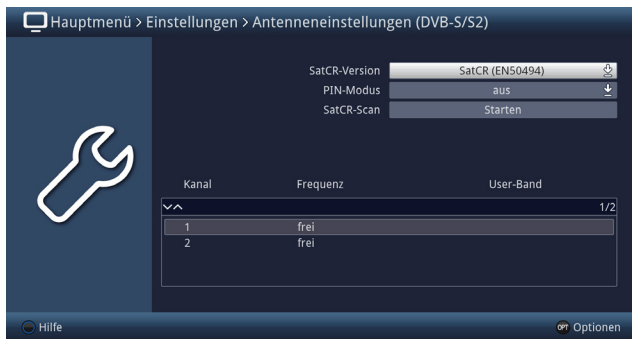 Hauptmenü > Einstellungen > Antenneneinstellungen (DVB-S/S2)
SatCR-Version SatCR (EN50494)
PIN-Modus aus
SatCR-Scan Starten
Kanal Frequenz User-Band
1/2
1 frei
2 frei
Hilfe OPT Optionen